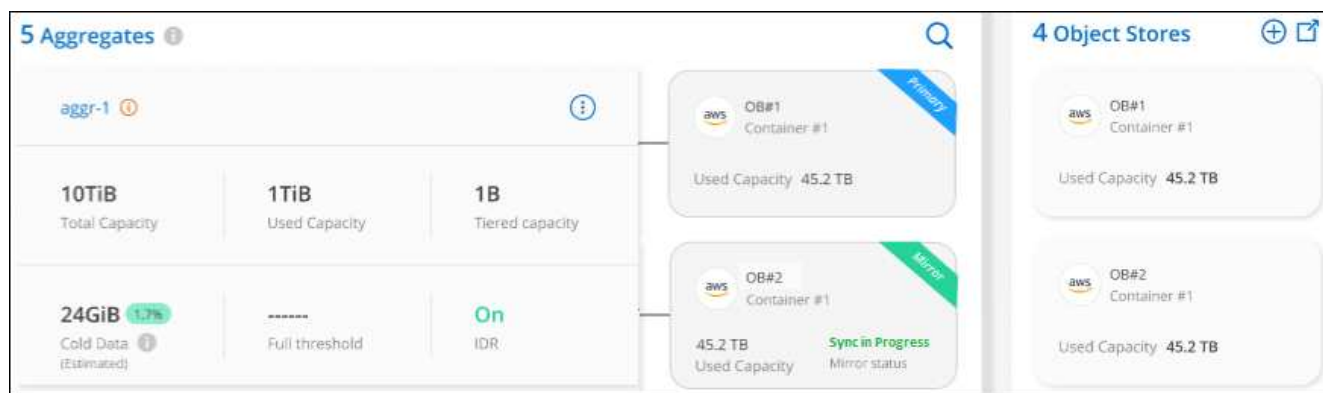 5 Aggregates
aggr-1
10TiB
Total Capacity
1TiB
Used Capacity
1B
Tiered capacity
24GiB 1.7%
Cold Data
(Estimated)
------
Full threshold
On
IDR
aws
OB#1
Container #1
Primary
Used Capacity 45.2 TB
aws
OB#2
Container #1
Mirror
45.2 TB
Used Capacity
Sync in Progress
Mirror status
4 Object Stores
aws
OB#1
Container #1
Used Capacity 45.2 TB
aws
OB#2
Container #1
Used Capacity 45.2 TB